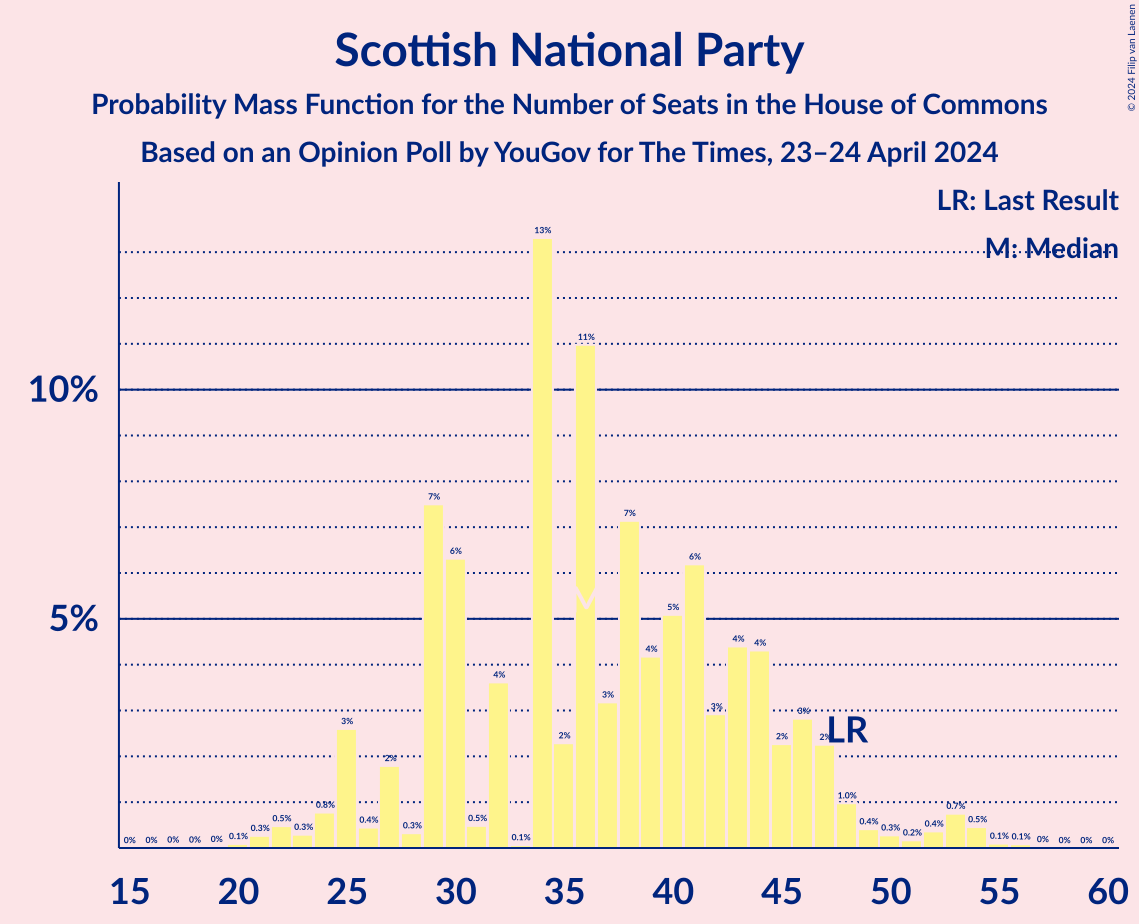 Scottish National Party
Probability Mass Function for the Number of Seats in the House of Commons
Based on an Opinion Poll by YouGov for The Times, 23–24 April 2024
© 2024 Filip van Laenen
LR: Last Result
M: Median
10%
5%
0% 0% 0% 0% 0% 0.1% 0.3% 0.5% 0.3% 0.8% 3% 0.4% 2% 0.3% 7% 6% 0.5% 4% 0.1% 13% 2% 11% 3% 7% 4% 5% 6% 3% 4% 4% 2% 3% 2% 1.0% 0.4% 0.3% 0.2% 0.4% 0.7% 0.5% 0.1% 0.1% 0% 0% 0% 0%
M
LR
15 20 25 30 35 40 45 50 55 60